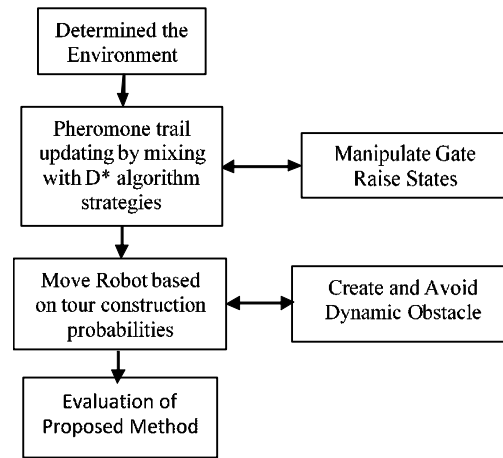 Determined the
Environment
Pheromone trail
updating by mixing
with D* algorithm
strategies
Manipulate Gate
Raise States
Move Robot based
on tour construction
probabilities
Create and Avoid
Dynamic Obstacle
Evaluation of
Proposed Method